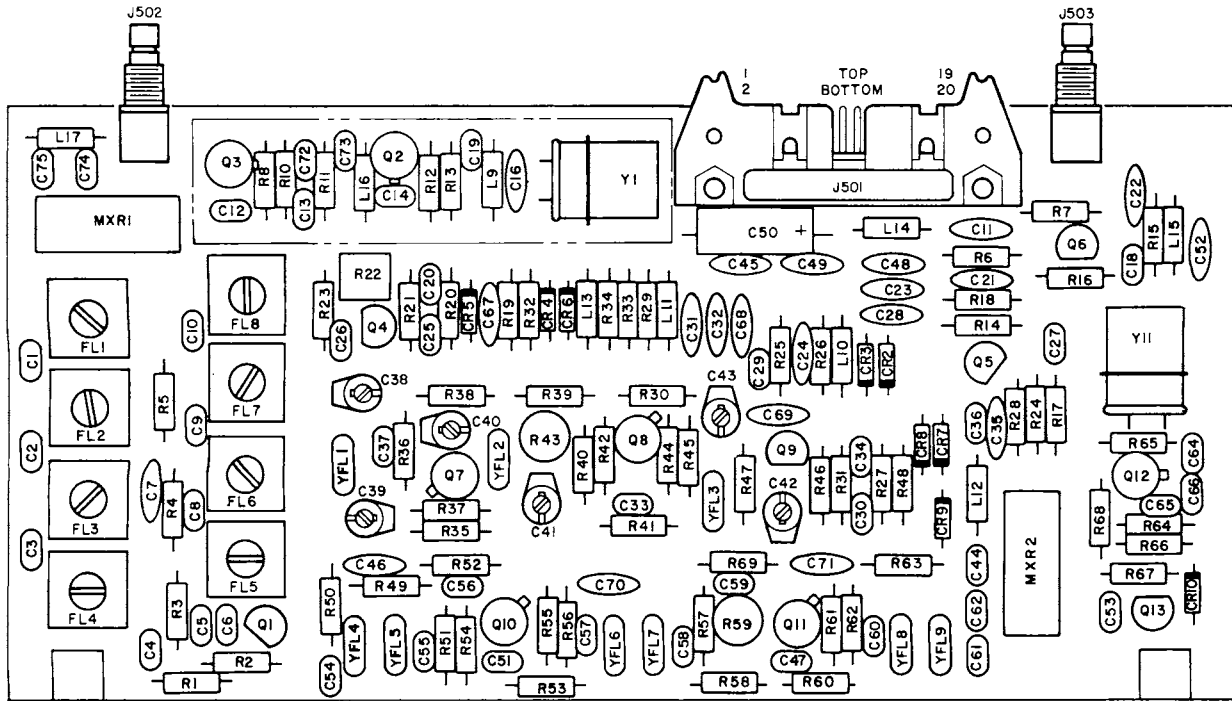 J502
J503
1
2
TOP
BOTTOM
19
20
J501
L17
C75
C74
MXR1
Q3
R8
R10
C72
R11
C73
L16
Q2
C14
R12
R13
C19
L9
C16
Y1
C12
C13
C50 +
C45
C49
L14
C11
R6
C48
C21
C23
R18
C28
R14
R7
Q6
R16
C22
C18
R15
L15
C52
FL8
R23
R22
C26
Q4
R21
C20
C25
R20
CR5
C67
R19
R32
CR4
CR6
L13
R34
R33
R29
L11
C31
C32
C68
C29
R25
C24
R26
L10
CR3
CR2
Q5
C27
Y11
C10
FL1
C1
FL7
R5
C9
FL2
C2
C38
R38
R39
R30
C43
C69
C40
C37
R36
YFL1
Q7
YFL2
R43
R40
R42
Q8
R44
R45
Q9
C36
C35
R28
R24
R17
CR8
CR7
R65
Q12
C64
C66
C65
FL6
C7
R4
C8
FL3
C3
C39
R37
R35
C41
C33
R41
YFL3
R47
C42
R46
R31
C34
C30
R27
R48
CR9
L12
MXR2
R68
R64
R66
FL5
FL4
C46
R52
R49
C56
C70
R69
C59
C71
R63
C44
R67
CR10
R3
C5
C6
Q1
C4
R2
R1
R50
YFL4
C54
YFL5
C55
R51
R54
Q10
C51
R55
R56
C57
YFL6
YFL7
C58
R57
R59
Q11
C47
R61
R62
C60
YFL8
YFL9
C62
C61
C53
Q13
R53
R58
R60